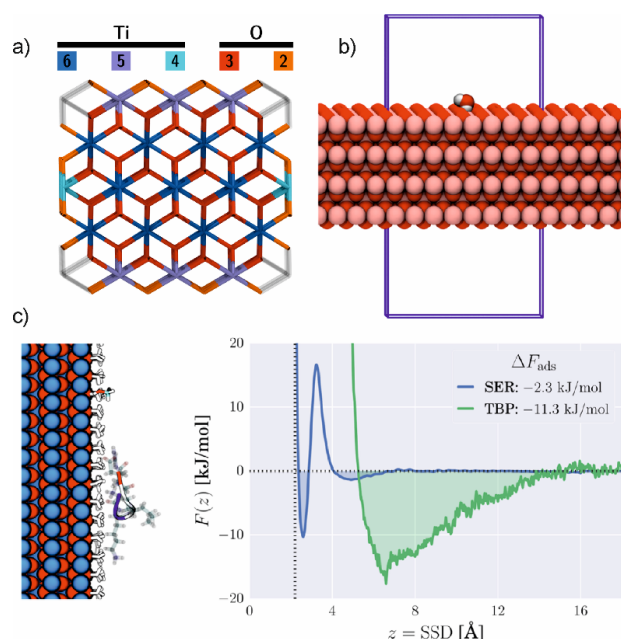 a)
Ti O
6 5 4 3 2
b)
c)
20
10
0
−10
−20
F(z) [kJ/mol]
ΔF_ads
SER: −2.3 kJ/mol
TBP: −11.3 kJ/mol
0 4 8 12 16
z = SSD [Å]